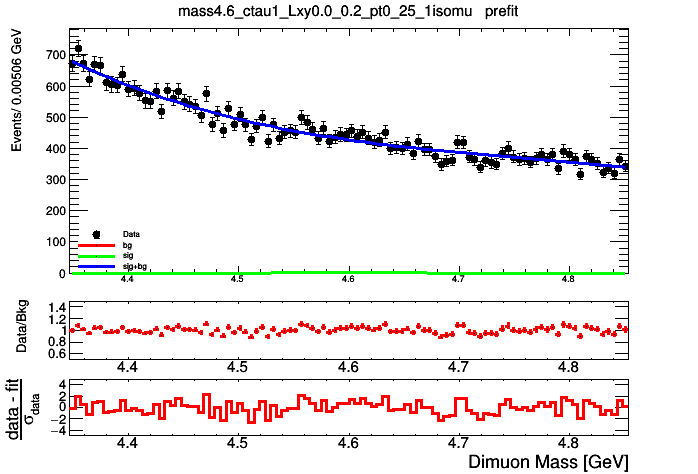 mass4.6_ctau1_Lxy0.0_0.2_pt0_25_1isomu prefit
Events/ 0.00506 GeV
700
600
500
400
300
200
100
0
Data
bg
sig
sig+bg
4.4 4.5 4.6 4.7 4.8
Data/Bkg
1.4
1.2
1
0.8
0.6
4.4 4.5 4.6 4.7 4.8
data - fit
σdata
4
2
0
−2
−4
4.4 4.5 4.6 4.7 4.8
Dimuon Mass [GeV]